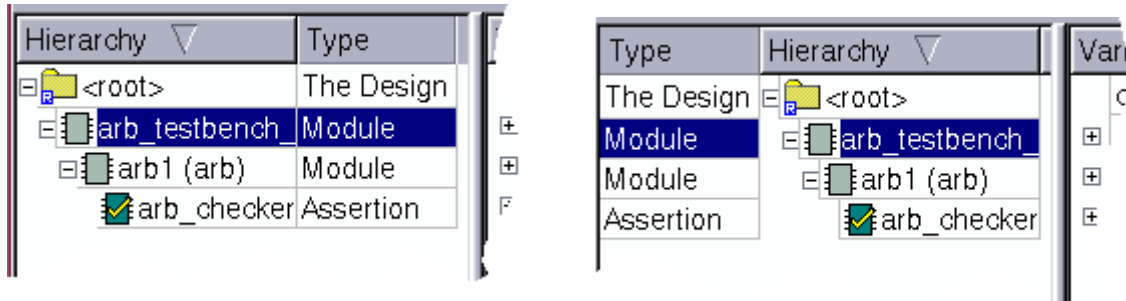 Hierarchy Type
<root> The Design
arb_testbench_ Module
arb1 (arb) Module
arb_checker Assertion
Type Hierarchy
The Design <root>
Module arb_testbench_
Module arb1 (arb)
Assertion arb_checker